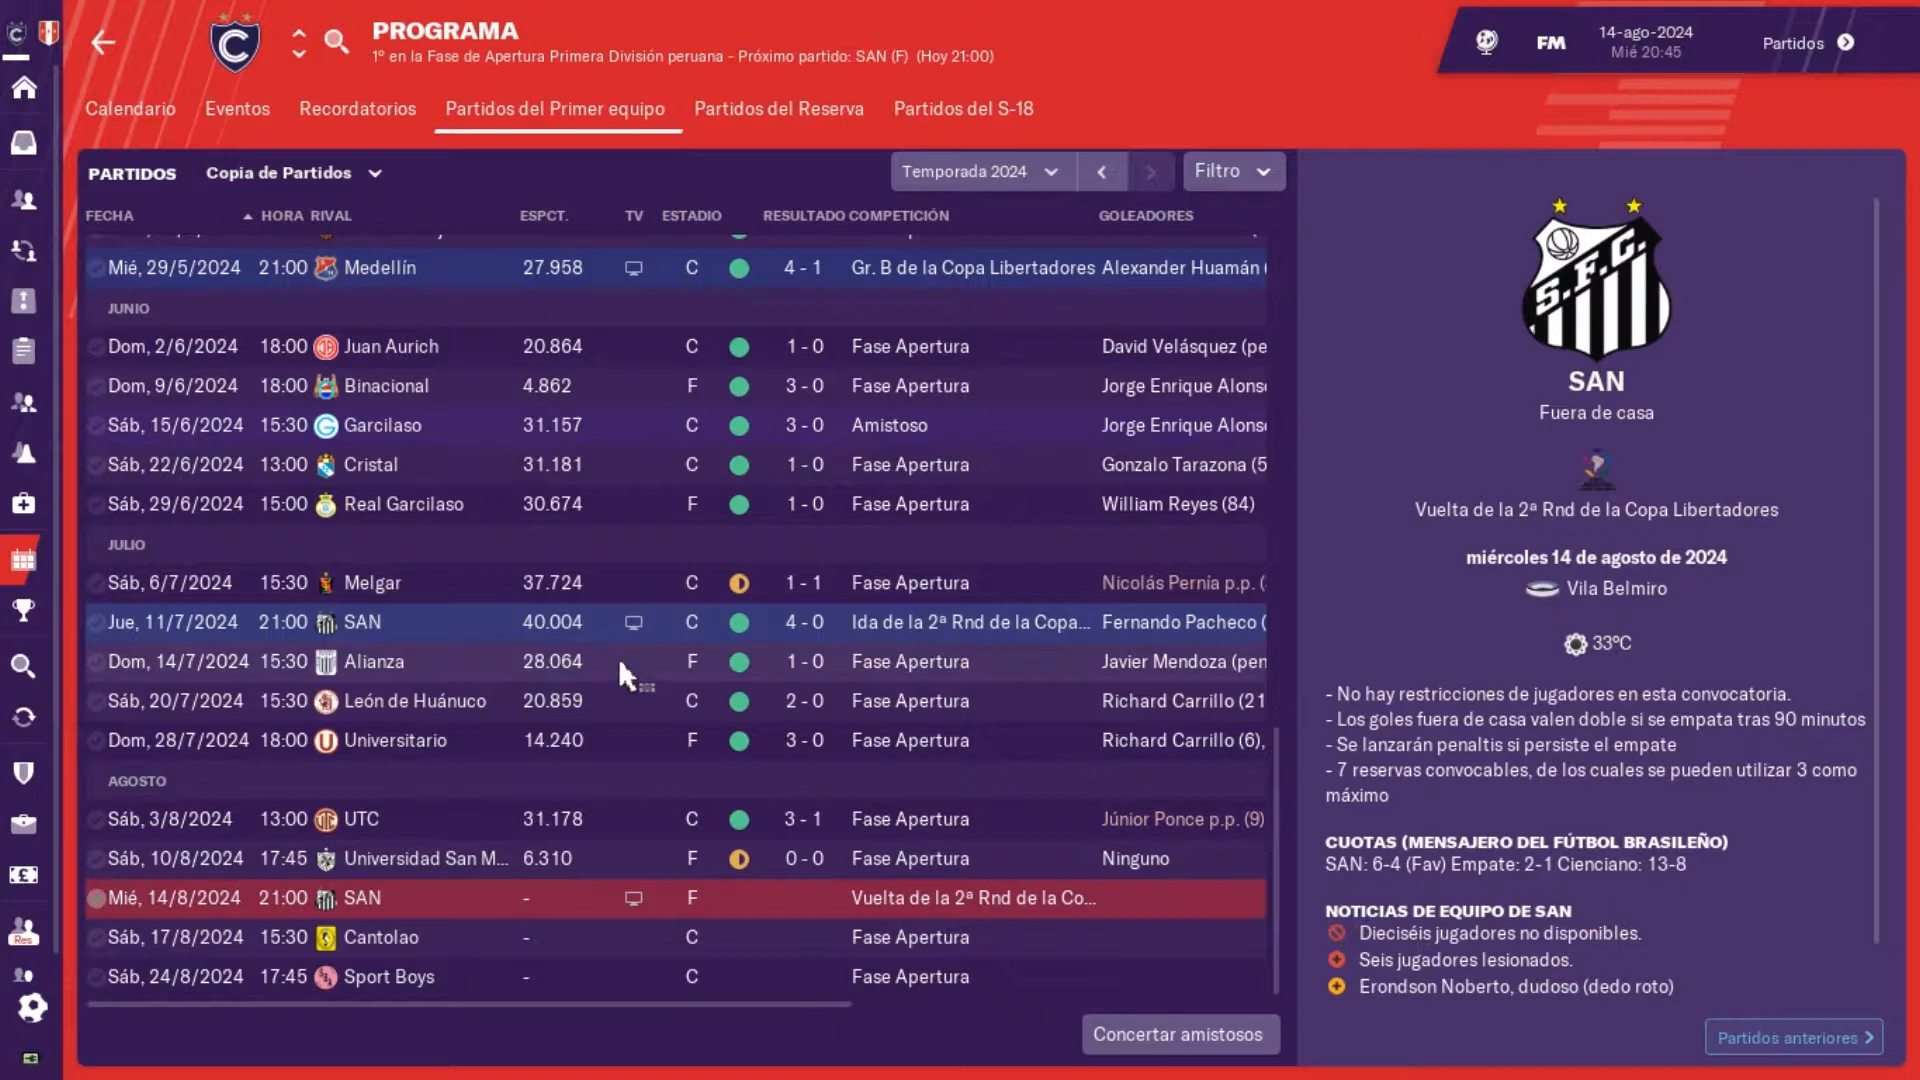 PROGRAMA
1º en la Fase de Apertura Primera División peruana - Próximo partido: SAN (F) (Hoy 21:00)
FM
14-ago-2024
Mié 20:45
Partidos
Calendario Eventos Recordatorios Partidos del Primer equipo Partidos del Reserva Partidos del S-18
PARTIDOS Copia de Partidos Temporada 2024 Filtro
FECHA HORA RIVAL ESPCT. TV ESTADIO RESULTADO COMPETICIÓN GOLEADORES
Mié, 29/5/2024 21:00 Medellín 27.958 C 4 - 1 Gr. B de la Copa Libertadores Alexander Huamán (
JUNIO
Dom, 2/6/2024 18:00 Juan Aurich 20.864 C 1 - 0 Fase Apertura David Velásquez (pe
Dom, 9/6/2024 18:00 Binacional 4.862 F 3 - 0 Fase Apertura Jorge Enrique Alons
Sáb, 15/6/2024 15:30 Garcilaso 31.157 C 3 - 0 Amistoso Jorge Enrique Alons
Sáb, 22/6/2024 13:00 Cristal 31.181 C 1 - 0 Fase Apertura Gonzalo Tarazona (5
Sáb, 29/6/2024 15:00 Real Garcilaso 30.674 F 1 - 0 Fase Apertura William Reyes (84)
JULIO
Sáb, 6/7/2024 15:30 Melgar 37.724 C 1 - 1 Fase Apertura Nicolás Pernía p.p. (
Jue, 11/7/2024 21:00 SAN 40.004 C 4 - 0 Ida de la 2ª Rnd de la Copa... Fernando Pacheco (
Dom, 14/7/2024 15:30 Alianza 28.064 F 1 - 0 Fase Apertura Javier Mendoza (pen
Sáb, 20/7/2024 15:30 León de Huánuco 20.859 C 2 - 0 Fase Apertura Richard Carrillo (21
Dom, 28/7/2024 18:00 Universitario 14.240 F 3 - 0 Fase Apertura Richard Carrillo (6),
AGOSTO
Sáb, 3/8/2024 13:00 UTC 31.178 C 3 - 1 Fase Apertura Júnior Ponce p.p. (9)
Sáb, 10/8/2024 17:45 Universidad San M... 6.310 F 0 - 0 Fase Apertura Ninguno
Mié, 14/8/2024 21:00 SAN - F Vuelta de la 2ª Rnd de la Co...
Sáb, 17/8/2024 15:30 Cantolao - C Fase Apertura
Sáb, 24/8/2024 17:45 Sport Boys - C Fase Apertura
Concertar amistosos
S.F.C.
SAN
Fuera de casa
Vuelta de la 2ª Rnd de la Copa Libertadores
miércoles 14 de agosto de 2024
Vila Belmiro
33ºC
- No hay restricciones de jugadores en esta convocatoria.
- Los goles fuera de casa valen doble si se empata tras 90 minutos
- Se lanzarán penaltis si persiste el empate
- 7 reservas convocables, de los cuales se pueden utilizar 3 como
máximo
CUOTAS (MENSAJERO DEL FÚTBOL BRASILEÑO)
SAN: 6-4 (Fav) Empate: 2-1 Cienciano: 13-8
NOTICIAS DE EQUIPO DE SAN
Dieciséis jugadores no disponibles.
Seis jugadores lesionados.
Erondson Noberto, dudoso (dedo roto)
Partidos anteriores
Res